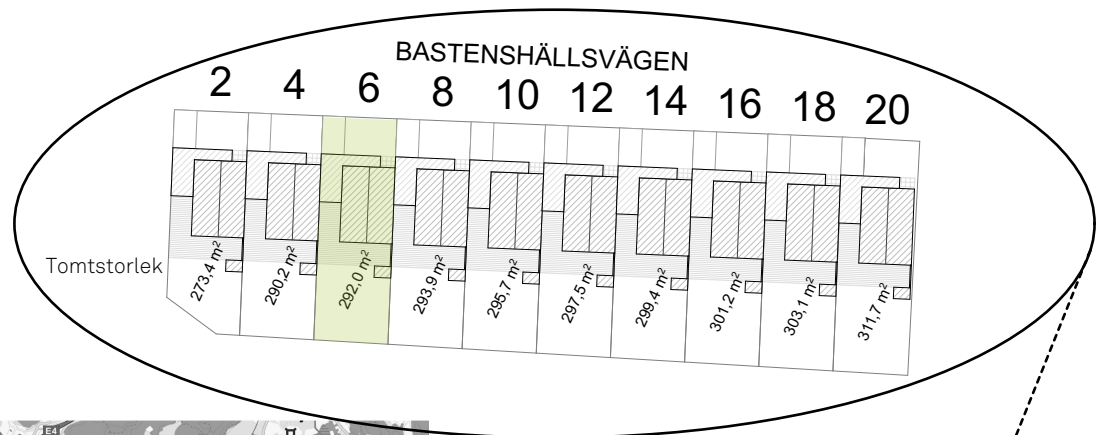 BASTENSHÄLLSVÄGEN
2 4 6 8 10 12 14 16 18 20
Tomtstorlek
273,4 m² 290,2 m² 292,0 m² 293,9 m² 295,7 m² 297,5 m² 299,4 m² 301,2 m² 303,1 m² 311,7 m²
E4